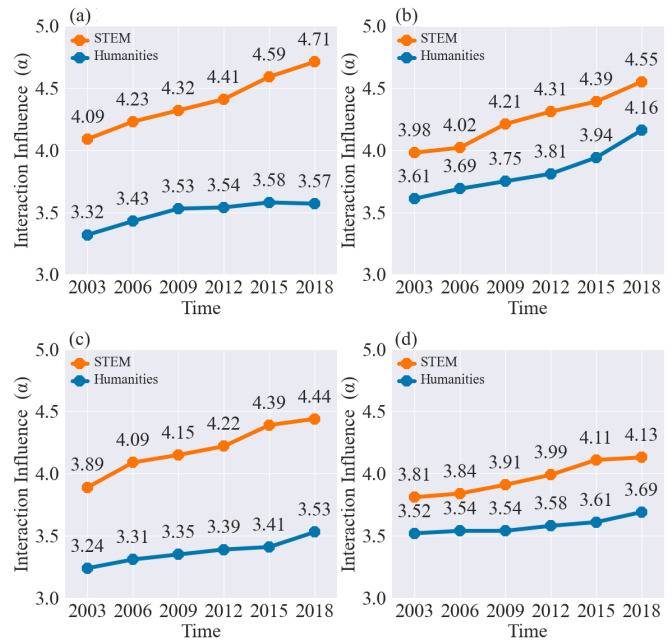 (a)
5.0
STEM
Humanities
4.5
4.0
3.5
3.0
4.09 4.23 4.32 4.41 4.59 4.71
3.32 3.43 3.53 3.54 3.58 3.57
2003 2006 2009 2012 2015 2018
Time
Interaction Influence (α)
(b)
5.0
STEM
Humanities
4.5
4.0
3.5
3.0
3.98 4.02 4.21 4.31 4.39 4.55
3.61 3.69 3.75 3.81 3.94 4.16
2003 2006 2009 2012 2015 2018
Time
Interaction Influence (α)
(c)
5.0
STEM
Humanities
4.5
4.0
3.5
3.0
3.89 4.09 4.15 4.22 4.39 4.44
3.24 3.31 3.35 3.39 3.41 3.53
2003 2006 2009 2012 2015 2018
Time
Interaction Influence (α)
(d)
5.0
STEM
Humanities
4.5
4.0
3.5
3.0
3.81 3.84 3.91 3.99 4.11 4.13
3.52 3.54 3.54 3.58 3.61 3.69
2003 2006 2009 2012 2015 2018
Time
Interaction Influence (α)